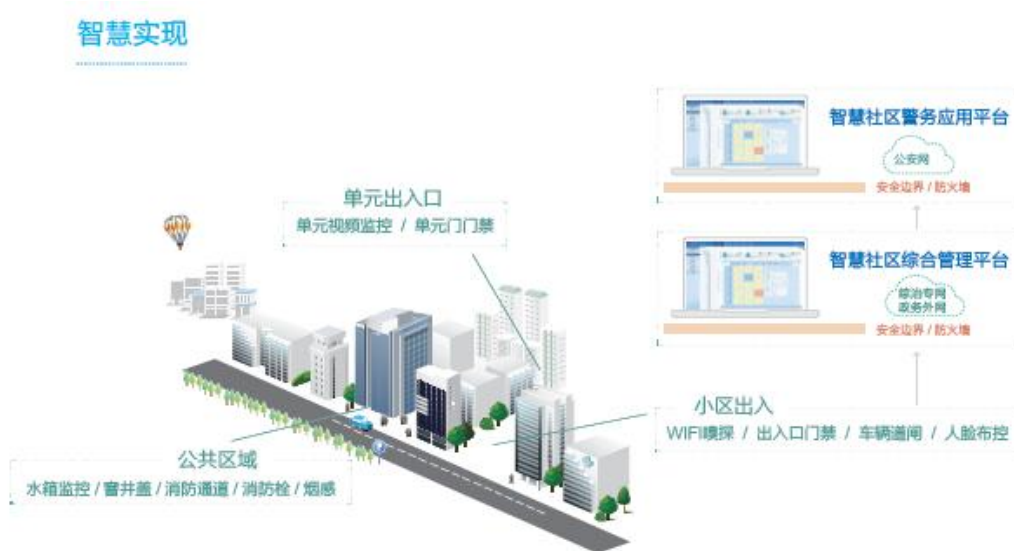 智慧实现
智慧社区警务应用平台
公安网
安全边界 / 防火墙
单元出入口
单元视频监控 / 单元门门禁
智慧社区综合管理平台
综治专网
政务外网
安全边界 / 防火墙
小区出入
WIFI嗅探 / 出入口门禁 / 车辆道闸 / 人脸布控
公共区域
水箱监控 / 窨井盖 / 消防通道 / 消防栓 / 烟感